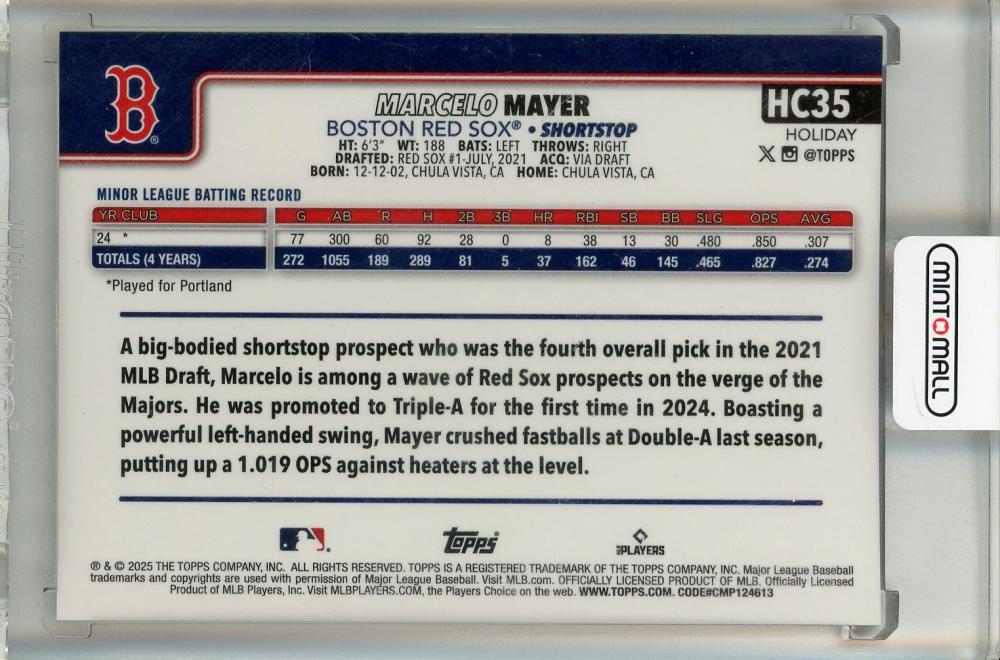 B
MARCELO MAYER
HC35
BOSTON RED SOX® • SHORTSTOP
HOLIDAY
@TOPPS
HT: 6'3" WT: 188 BATS: LEFT THROWS: RIGHT
DRAFTED: RED SOX #1-JULY, 2021 ACQ: VIA DRAFT
BORN: 12-12-02, CHULA VISTA, CA HOME: CHULA VISTA, CA
MINOR LEAGUE BATTING RECORD
YR CLUB G AB R H 2B 3B HR RBI SB BB SLG OPS AVG
24 * 77 300 60 92 28 0 8 38 13 30 .480 .850 .307
TOTALS (4 YEARS) 272 1055 189 289 81 5 37 162 46 145 .465 .827 .274
*Played for Portland
A big-bodied shortstop prospect who was the fourth overall pick in the 2021
MLB Draft, Marcelo is among a wave of Red Sox prospects on the verge of the
Majors. He was promoted to Triple-A for the first time in 2024. Boasting a
powerful left-handed swing, Mayer crushed fastballs at Double-A last season,
putting up a 1.019 OPS against heaters at the level.
topps
PLAYERS
® & © 2025 THE TOPPS COMPANY, INC. ALL RIGHTS RESERVED. TOPPS IS A REGISTERED TRADEMARK OF THE TOPPS COMPANY, INC. Major League Baseball
trademarks and copyrights are used with permission of Major League Baseball. Visit MLB.com. OFFICIALLY LICENSED PRODUCT OF MLB. Officially Licensed
Product of MLB Players, Inc. Visit MLBPLAYERS.COM, the Players Choice on the web. WWW.TOPPS.COM. CODE#CMP124613
MINTMALL